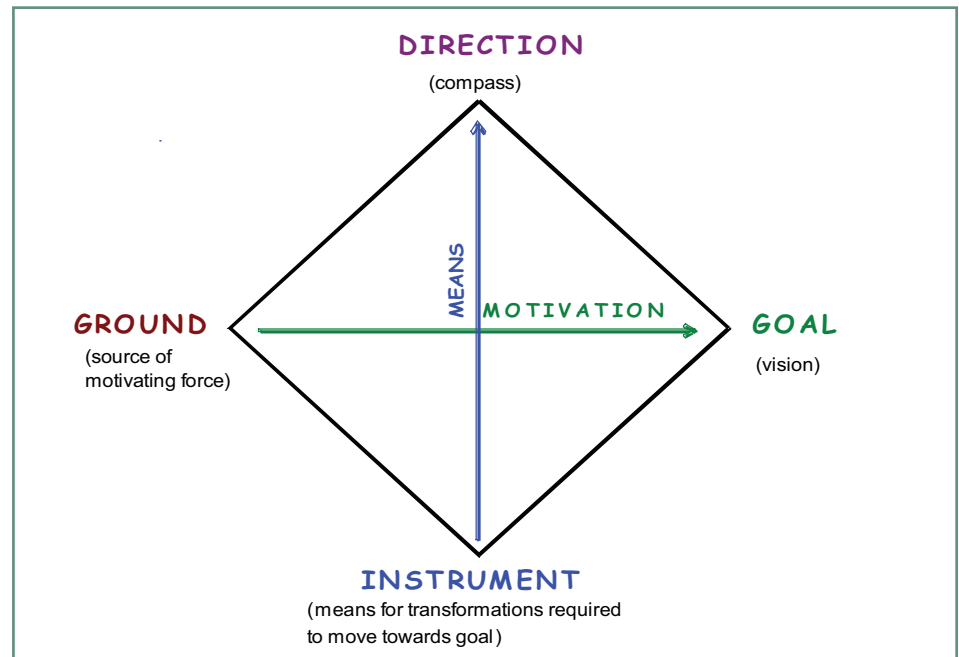 DIRECTION
(compass)
MEANS
MOTIVATION
GROUND
(source of
motivating force)
GOAL
(vision)
INSTRUMENT
(means for transformations required
to move towards goal)